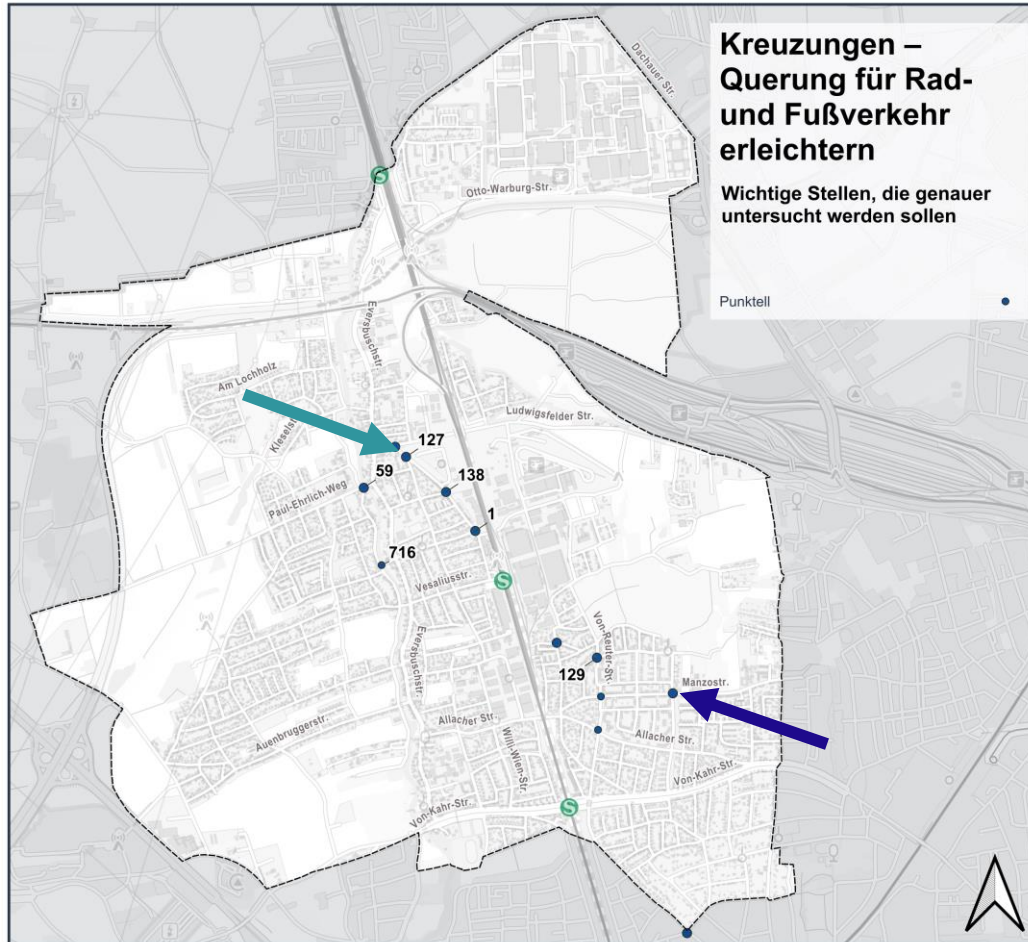 Kreuzungen –
Querung für Rad-
und Fußverkehr
erleichtern
Wichtige Stellen, die genauer
untersucht werden sollen
Punktell
Dachauer Str.
S
Otto-Warburg-Str.
Eversbuschstr.
Am Lochholz
Ludwigsfelder Str.
127
59
138
Paul-Ehrlich-Weg
1
716
Vesaliusstr.
S
Eversbuschstr.
Von-Reuter-Str.
129
Manzostr.
Allacher Str.
Allacher Str.
Auenbruggerstr.
Willi-Wien-Str.
Von-Kahr-Str.
Von-Kahr-Str.
S